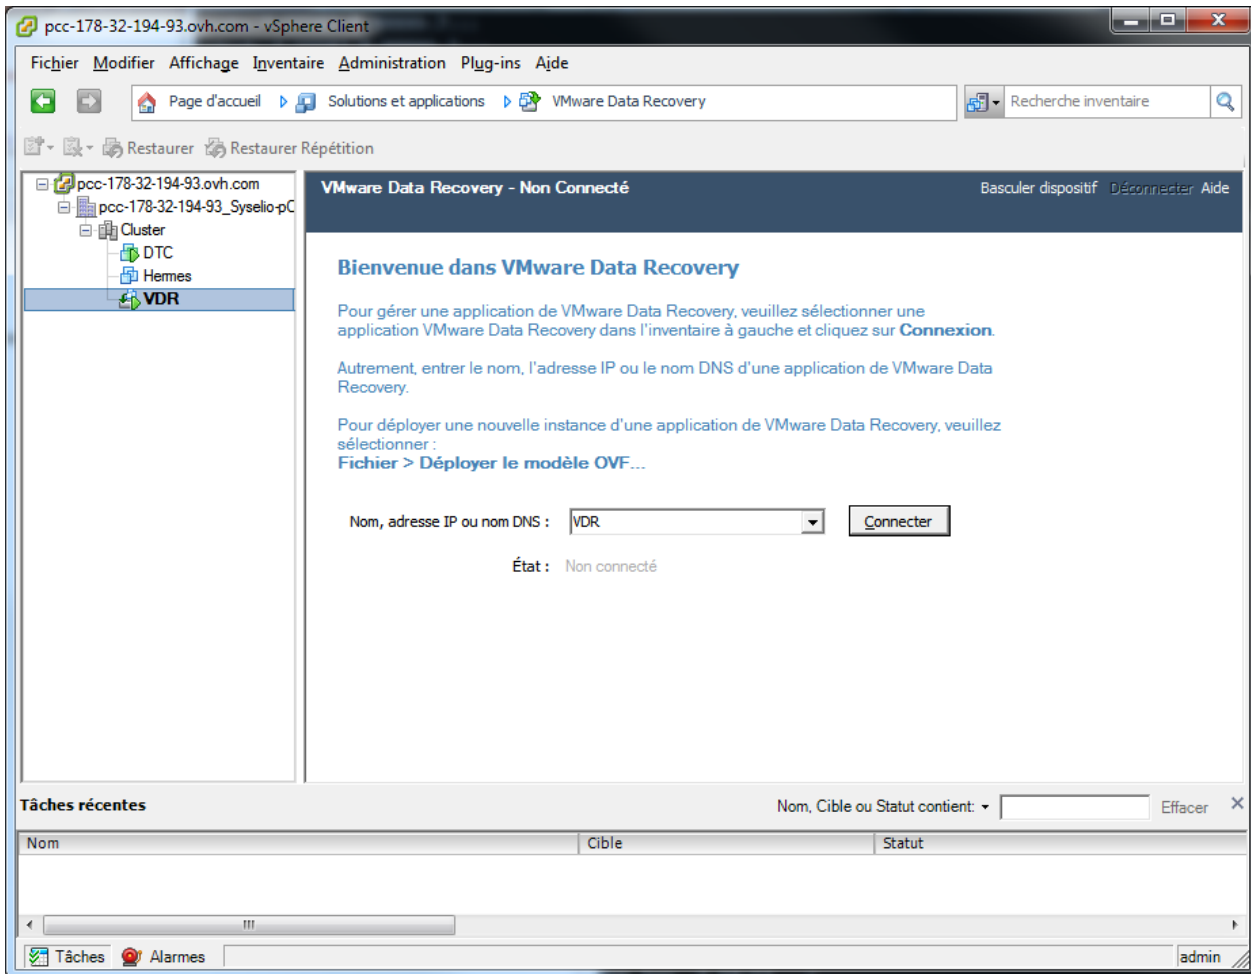 pcc-178-32-194-93.ovh.com - vSphere Client
Fichier Modifier Affichage Inventaire Administration Plug-ins Aide
Page d'accueil Solutions et applications VMware Data Recovery Recherche inventaire
Restaurer Restaurer Répétition
pcc-178-32-194-93.ovh.com
pcc-178-32-194-93_Syselio-pC
Cluster
DTC
Hermes
VDR
VMware Data Recovery - Non Connecté Basculer dispositif Déconnecter Aide
Bienvenue dans VMware Data Recovery
Pour gérer une application de VMware Data Recovery, veuillez sélectionner une
application VMware Data Recovery dans l'inventaire à gauche et cliquez sur Connexion.
Autrement, entrer le nom, l'adresse IP ou le nom DNS d'une application de VMware Data
Recovery.
Pour déployer une nouvelle instance d'une application de VMware Data Recovery, veuillez
sélectionner :
Fichier > Déployer le modèle OVF...
Nom, adresse IP ou nom DNS : VDR Connecter
État : Non connecté
Tâches récentes Nom, Cible ou Statut contient: Effacer
Nom Cible Statut
Tâches Alarmes admin